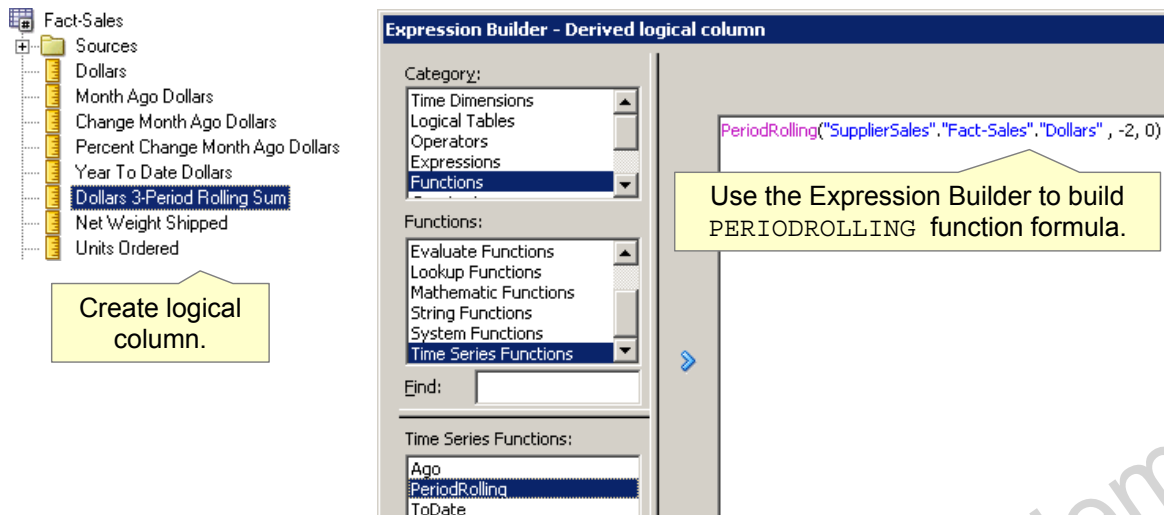 Fact-Sales
Sources
Dollars
Month Ago Dollars
Change Month Ago Dollars
Percent Change Month Ago Dollars
Year To Date Dollars
Dollars 3-Period Rolling Sum
Net Weight Shipped
Units Ordered
Create logical
column.
Expression Builder - Derived logical column
Category:
Time Dimensions
Logical Tables
Operators
Expressions
Functions
Functions:
Evaluate Functions
Lookup Functions
Mathematic Functions
String Functions
System Functions
Time Series Functions
Find:
Time Series Functions:
Ago
PeriodRolling
ToDate
PeriodRolling("SupplierSales"."Fact-Sales"."Dollars" , -2, 0)
Use the Expression Builder to build
PERIODROLLING function formula.